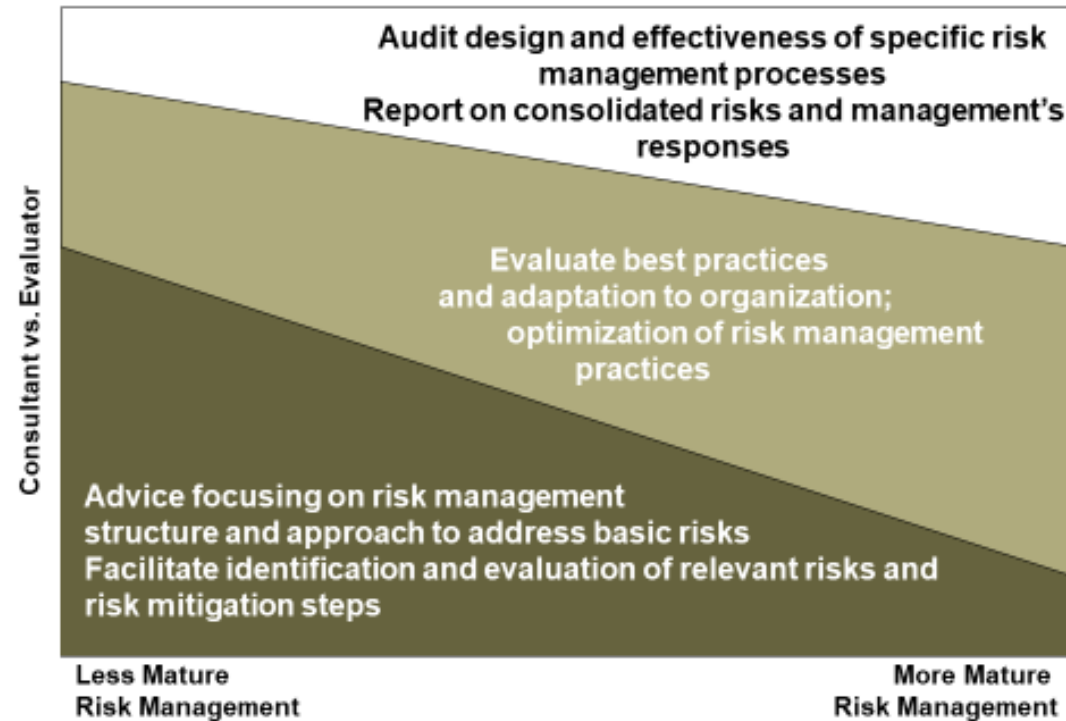 Audit design and effectiveness of specific risk
management processes
Report on consolidated risks and management's
responses
Consultant vs. Evaluator
Evaluate best practices
and adaptation to organization;
optimization of risk management
practices
Advice focusing on risk management
structure and approach to address basic risks
Facilitate identification and evaluation of relevant risks and
risk mitigation steps
Less Mature
Risk Management
More Mature
Risk Management